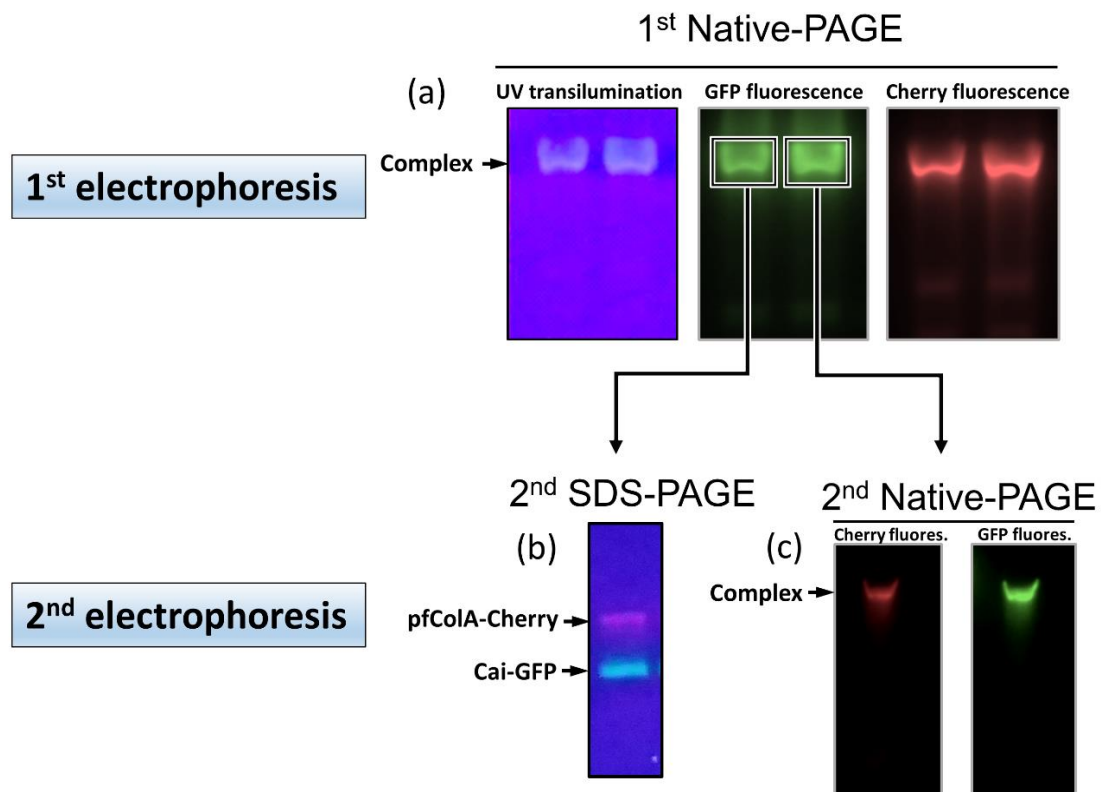 1st Native-PAGE
(a)
UV transilumination
GFP fluorescence
Cherry fluorescence
Complex
1st electrophoresis
2nd SDS-PAGE
2nd Native-PAGE
(b)
(c)
Cherry fluores.
GFP fluores.
2nd electrophoresis
Complex
pfColA-Cherry
Cai-GFP